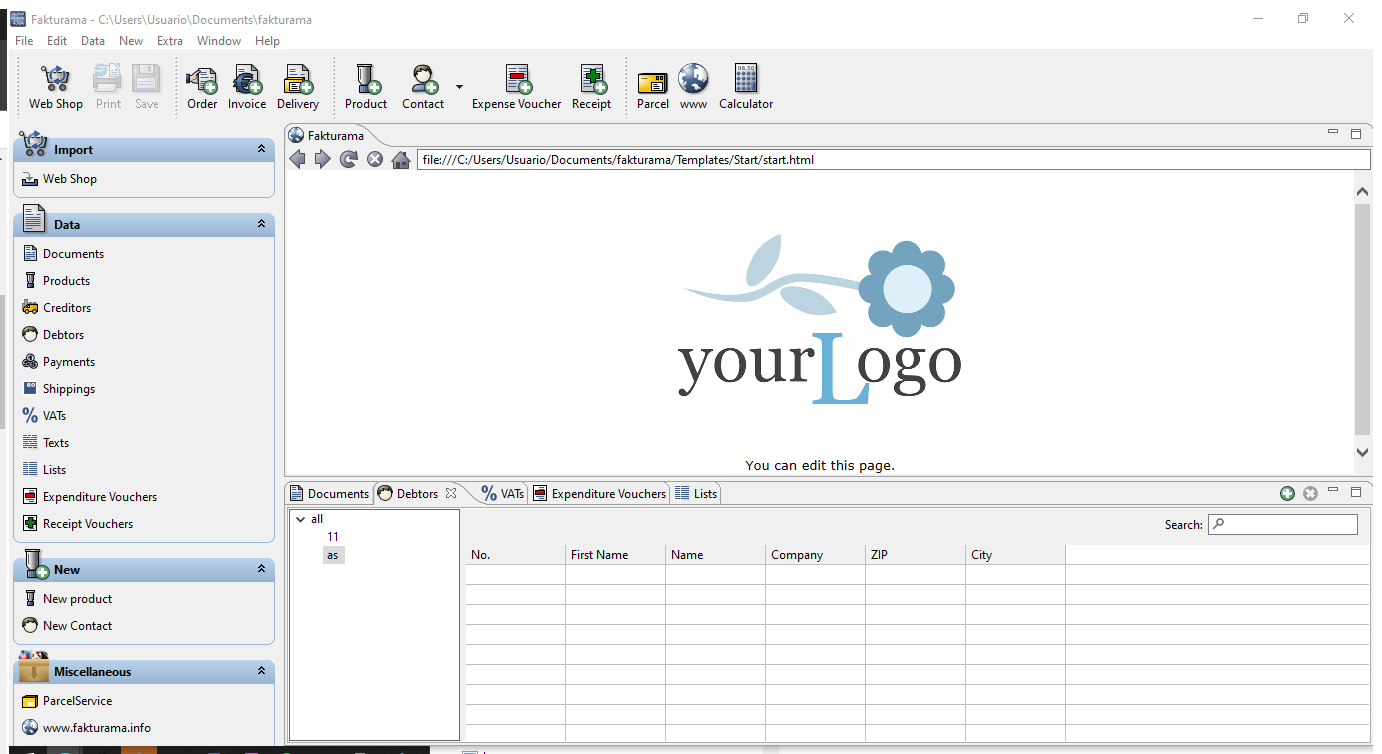 Fakturama - C:\Users\Usuario\Documents\fakturama
File Edit Data New Extra Window Help
Web Shop Print Save Order Invoice Delivery Product Contact Expense Voucher Receipt Parcel www Calculator
Import
Web Shop
Data
Documents
Products
Creditors
Debtors
Payments
Shippings
VATs
Texts
Lists
Expenditure Vouchers
Receipt Vouchers
New
New product
New Contact
Miscellaneous
ParcelService
www.fakturama.info
Fakturama
file:///C:/Users/Usuario/Documents/fakturama/Templates/Start/start.html
yourLogo
You can edit this page.
Documents Debtors VATs Expenditure Vouchers Lists
all
11
as
Search:
No. First Name Name Company ZIP City